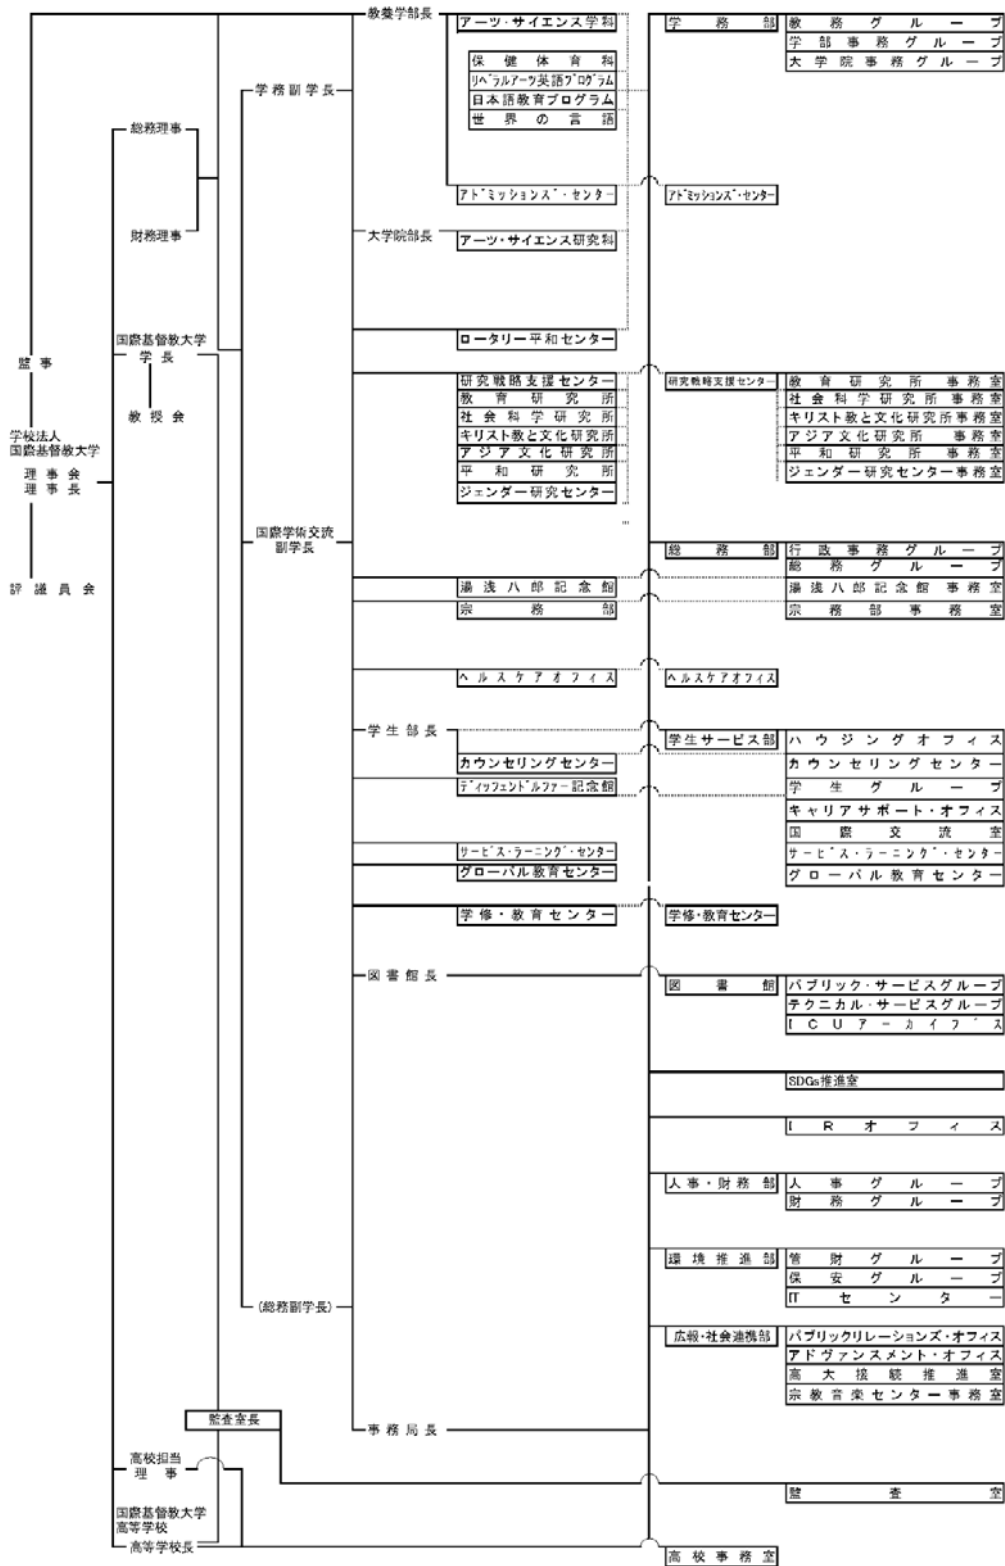 教養学部長
アーツ・サイエンス学科
保健体育科
リベラルアーツ英語プログラム
日本語教育プログラム
世界の言語
学務部
教務グループ
学部事務グループ
大学院事務グループ
学務副学長
総務理事
財務理事
アドミッションズ・センター
アドミッションズ・センター
大学院部長
アーツ・サイエンス研究科
国際基督教大学
学長
教授会
監事
学校法人
国際基督教大学
理事会
理事長
評議員会
ロータリー平和センター
研究戦略支援センター
教育研究所
社会科学研究所
キリスト教と文化研究所
アジア文化研究所
平和研究所
ジェンダー研究センター
研究戦略支援センター
教育研究所事務室
社会科学研究所事務室
キリスト教と文化研究所事務室
アジア文化研究所事務室
平和研究所事務室
ジェンダー研究センター事務室
国際学術交流
副学長
総務部
行政事務グループ
総務グループ
湯浅八郎記念館
湯浅八郎記念館事務室
宗務部
宗務部事務室
ヘルスケアオフィス
ヘルスケアオフィス
学生部長
カウンセリングセンター
ディッフェンドルファー記念館
サービス・ラーニング・センター
グローバル教育センター
学生サービス部
ハウジングオフィス
カウンセリングセンター
学生グループ
キャリアサポート・オフィス
国際交流室
サービス・ラーニング・センター
グローバル教育センター
学修・教育センター
学修・教育センター
図書館長
図書館
パブリック・サービスグループ
テクニカル・サービスグループ
ICUアーカイブス
SDGs推進室
IRオフィス
人事・財務部
人事グループ
財務グループ
環境推進部
管財グループ
保安グループ
ITセンター
(総務副学長)
広報・社会連携部
パブリックリレーションズ・オフィス
アドヴァンスメント・オフィス
高大接続推進室
宗教音楽センター事務室
監査室長
事務局長
高校担当
理事
監査室
国際基督教大学
高等学校
高等学校長
高校事務室